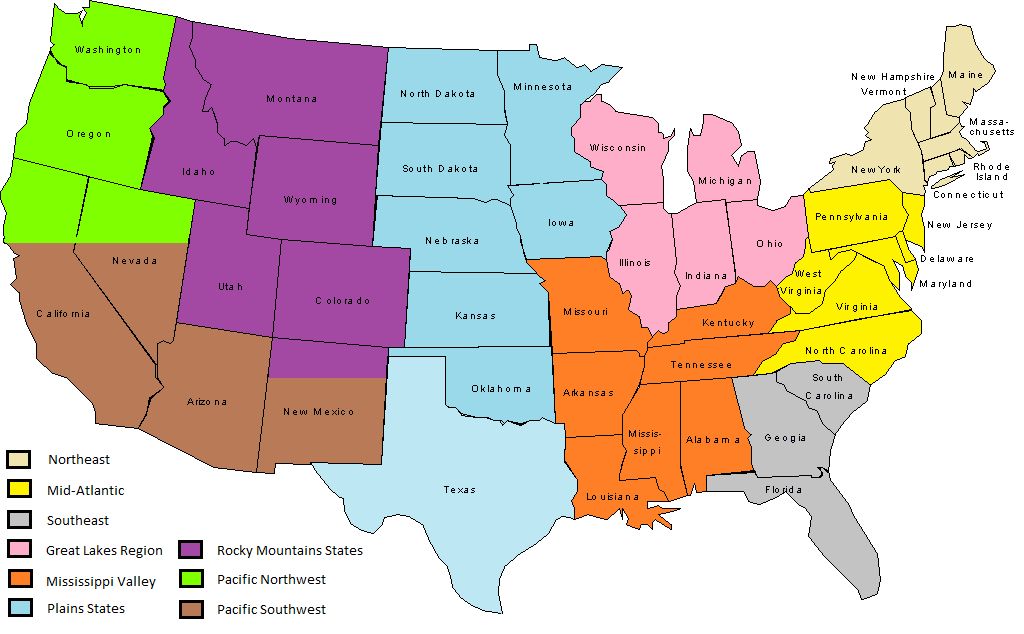 Washington
Oregon
Montana
Idaho
Wyoming
North Dakota
South Dakota
Nebraska
Minnesota
Iowa
Wisconsin
Michigan
Illinois
Indiana
Ohio
New Hampshire
Vermont
Maine
Massa-
chusetts
New York
Rhode
Island
Connecticut
Pennsylvania
New Jersey
Delaware
Maryland
West
Virginia
Virginia
North Carolina
South
Carolina
Geogia
Florida
Nevada
California
Utah
Colorado
Arizona
New Mexico
Kansas
Oklahoma
Texas
Missouri
Arkansas
Kentucky
Tennessee
Missis-
sippi
Alabama
Louisiana
Northeast
Mid-Atlantic
Southeast
Great Lakes Region
Mississippi Valley
Plains States
Rocky Mountains States
Pacific Northwest
Pacific Southwest